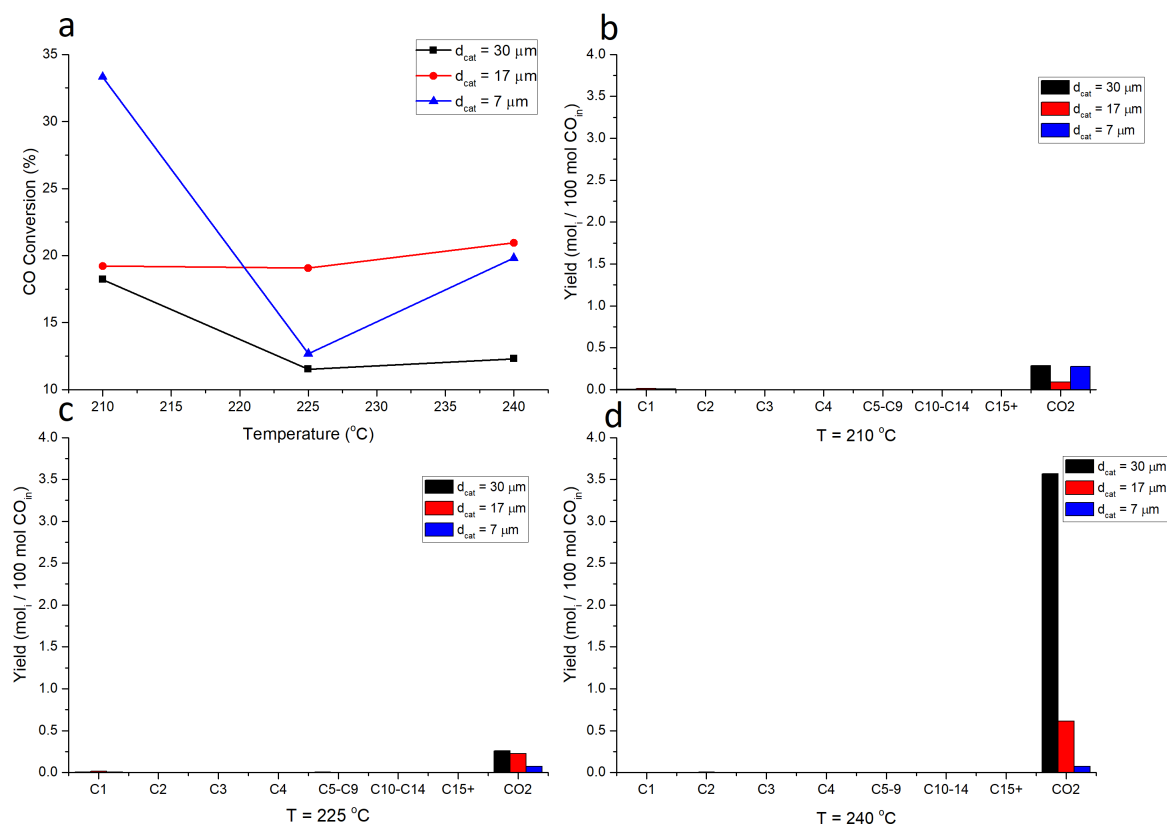 a
d_cat = 30 μm
d_cat = 17 μm
d_cat = 7 μm
CO Conversion (%)
35
33
25
20
15
10
210 215 220 225 230 235 240
Temperature (°C)
b
d_cat = 30 μm
d_cat = 17 μm
d_cat = 7 μm
Yield (mol_i / 100 mol CO_in)
4.0
3.5
3.0
2.5
2.0
1.5
1.0
0.5
0.0
C1 C2 C3 C4 C5-C9 C10-C14 C15+ CO2
T = 210 °C
c
d_cat = 30 μm
d_cat = 17 μm
d_cat = 7 μm
Yield (mol_i / 100 mol CO_in)
4.0
3.5
3.0
2.5
2.0
1.5
1.0
0.5
0.0
C1 C2 C3 C4 C5-C9 C10-C14 C15+ CO2
T = 225 °C
d
d_cat = 30 μm
d_cat = 17 μm
d_cat = 7 μm
Yield (mol_i / 100 mol CO_in)
4.0
3.5
3.0
2.5
2.0
1.5
1.0
0.5
0.0
C1 C2 C3 C4 C5-9 C10-14 C15+ CO2
T = 240 °C